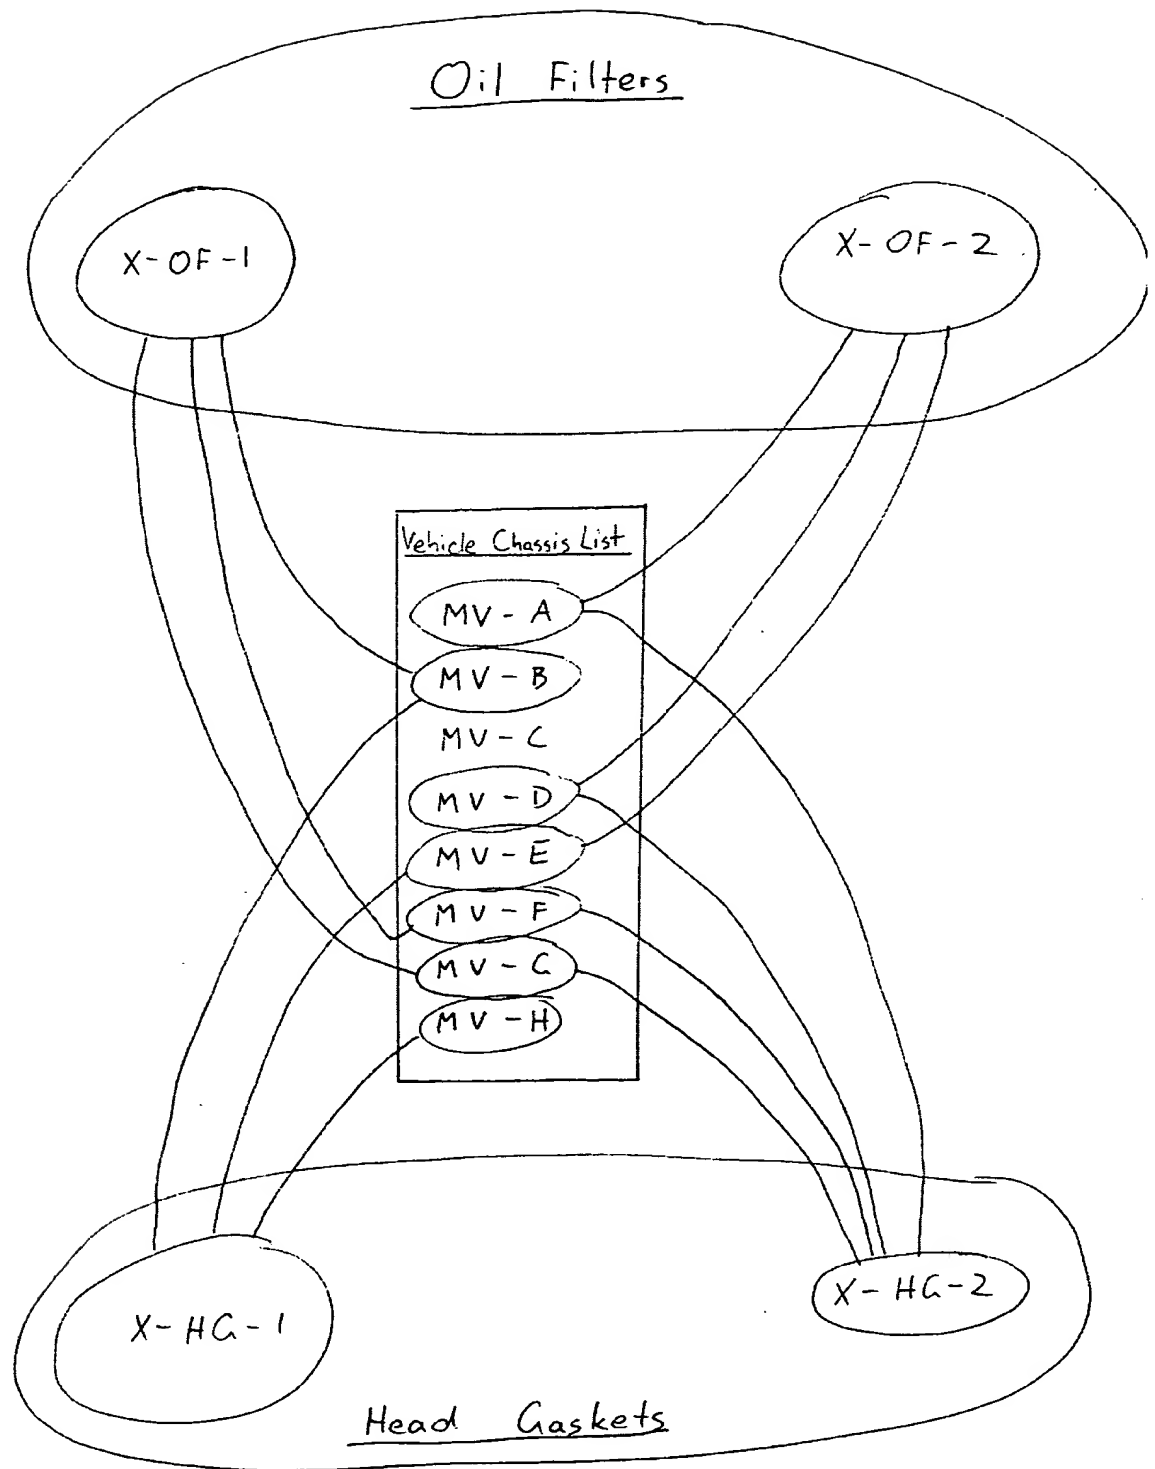 Oil Filters
X-OF-1
X-OF-2
Vehicle Chassis List
MV-A
MV-B
MV-C
MV-D
MV-E
MV-F
MV-G
MV-H
X-HG-1
X-HG-2
Head Gaskets